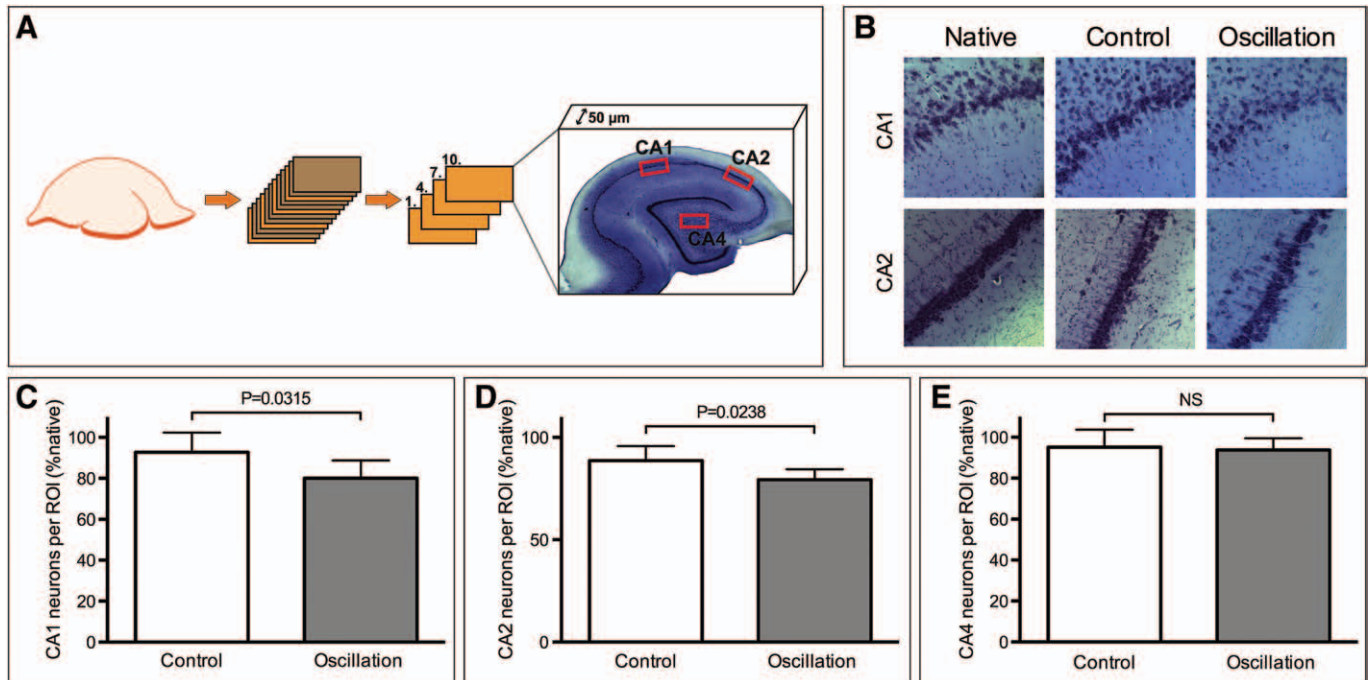 A
1.
4.
7.
10.
50 µm
CA1
CA2
CA4
B
Native Control Oscillation
CA1
CA2
C
P=0.0315
CA1 neurons per ROI (%native)
100
80
60
40
20
0
Control Oscillation
D
P=0.0238
CA2 neurons per ROI (%native)
100
50
0
Control Oscillation
E
NS
CA4 neurons per ROI (%native)
100
80
60
40
20
0
Control Oscillation